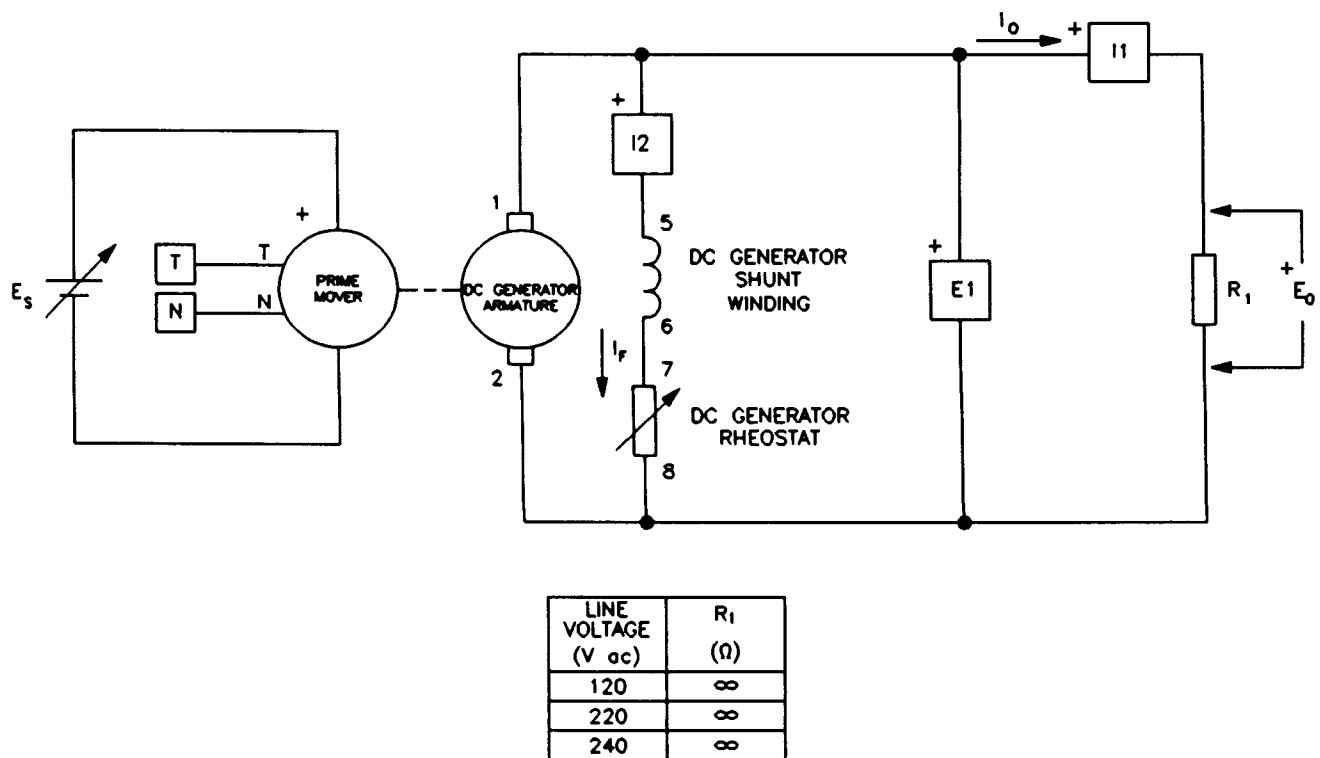 I₀
+
I1
+
I2
1
5
+
T
T
PRIME
MOVER
DC GENERATOR
ARMATURE
DC GENERATOR
SHUNT
WINDING
+
E1
R₁
+
E₀
E_S
N
N
6
I_F
2
7
DC GENERATOR
RHEOSTAT
8
LINE
VOLTAGE
(V ac)
R₁
(Ω)
120 ∞
220 ∞
240 ∞